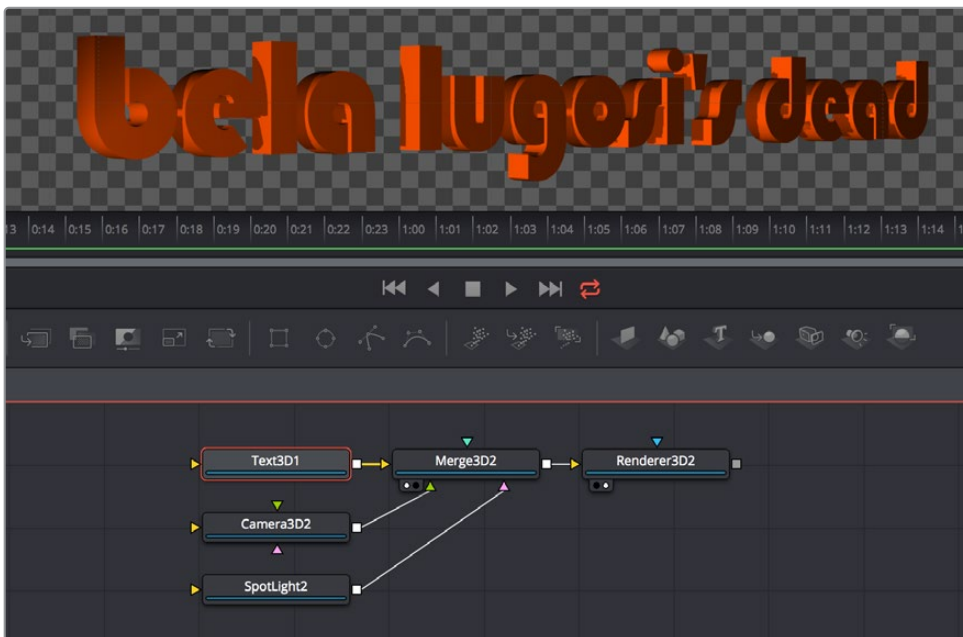 bela lugosi's dead
13 0:14 0:15 0:16 0:17 0:18 0:19 0:20 0:21 0:22 0:23 1:00 1:01 1:02 1:03 1:04 1:05 1:06 1:07 1:08 1:09 1:10 1:11 1:12 1:13 1:14 1
T
Text3D1 Merge3D2 Renderer3D2
Camera3D2
SpotLight2